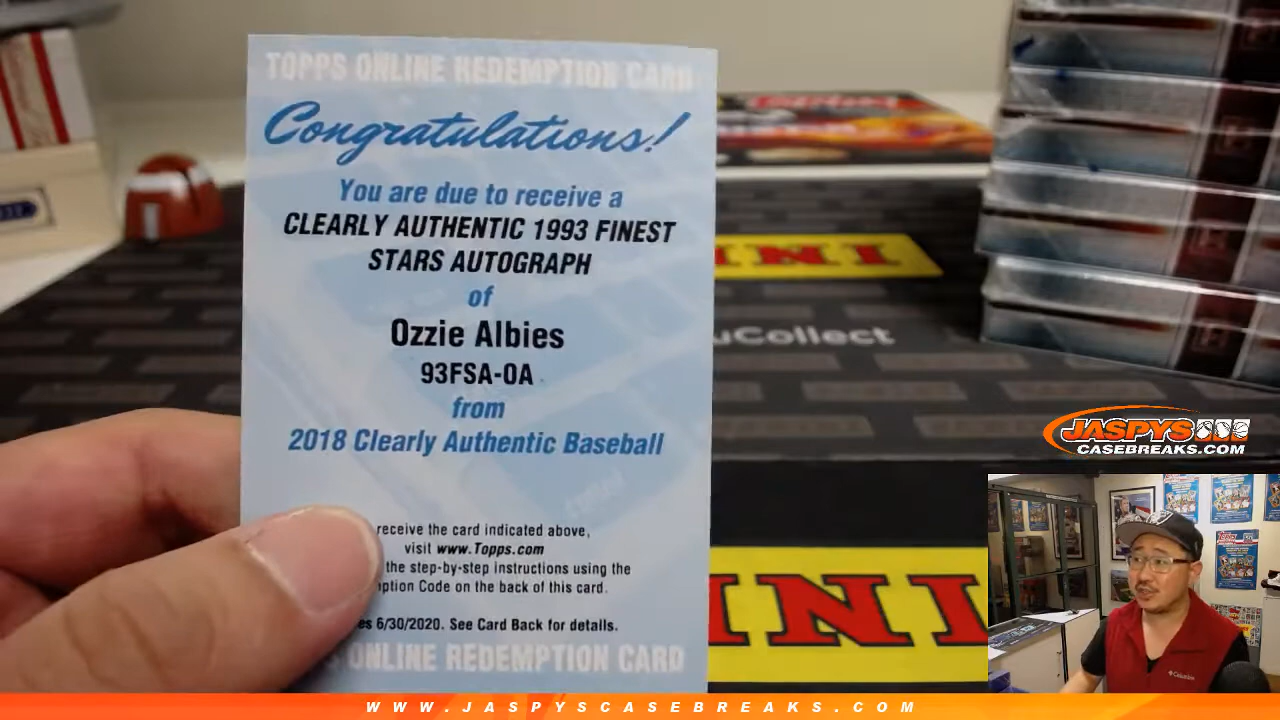 TOPPS ONLINE REDEMPTION CARD
Congratulations!
You are due to receive a
CLEARLY AUTHENTIC 1993 FINEST
STARS AUTOGRAPH
of
Ozzie Albies
93FSA-OA
from
2018 Clearly Authentic Baseball
receive the card indicated above,
visit www.Topps.com
the step-by-step instructions using the
Code on the back of this card.
6/30/2020. See Card Back for details.
ONLINE REDEMPTION CARD
JASPYS
CASEBREAKS.COM
WWW.JASPYSCASEBREAKS.COM